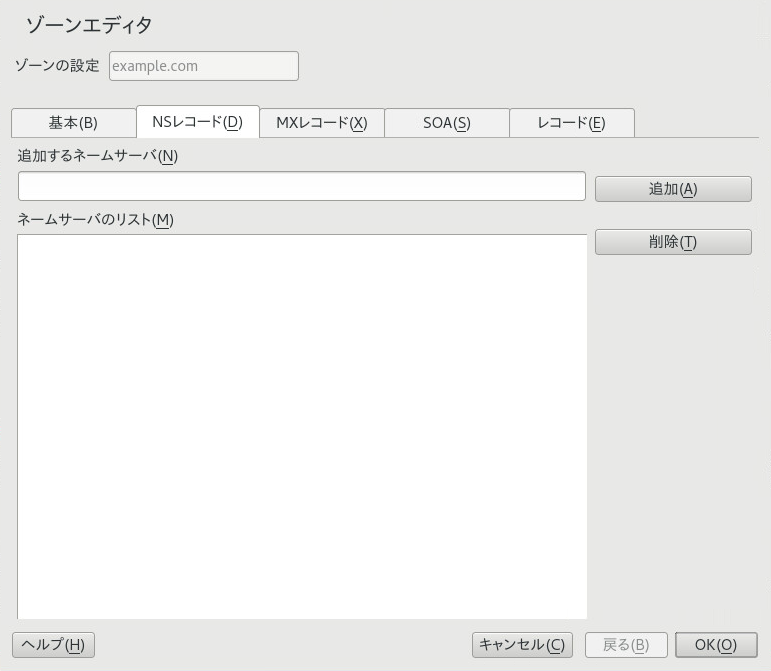 ゾーンエディタ
ゾーンの設定 example.com
基本(B) NSレコード(D) MXレコード(X) SOA(S) レコード(E)
追加するネームサーバ(N)
追加(A)
ネームサーバのリスト(M)
削除(T)
ヘルプ(H) キャンセル(C) 戻る(B) OK(O)